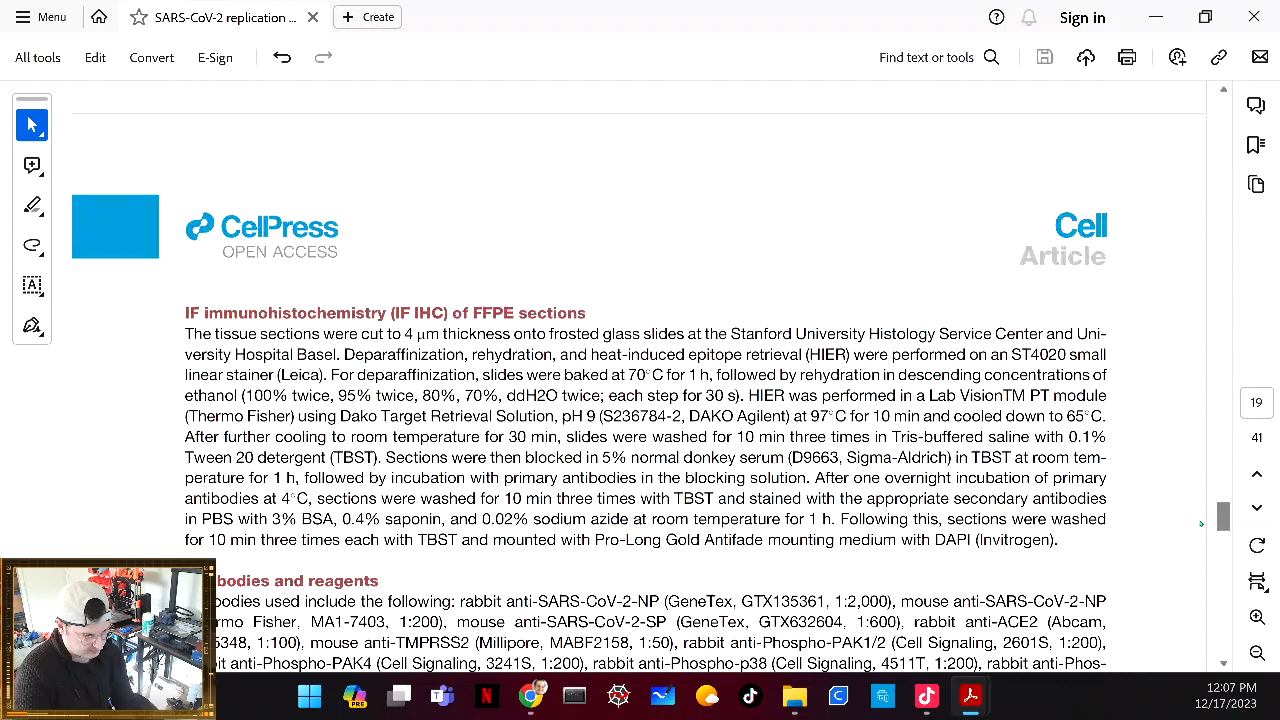 Menu
SARS-CoV-2 replication ...
Create
Sign in
All tools
Edit
Convert
E-Sign
Find text or tools
CellPress
OPEN ACCESS
Cell
Article
IF immunohistochemistry (IF IHC) of FFPE sections
The tissue sections were cut to 4 μm thickness onto frosted glass slides at the Stanford University Histology Service Center and Uni-
versity Hospital Basel. Deparaffinization, rehydration, and heat-induced epitope retrieval (HIER) were performed on an ST4020 small
linear stainer (Leica). For deparaffinization, slides were baked at 70°C for 1 h, followed by rehydration in descending concentrations of
ethanol (100% twice, 95% twice, 80%, 70%, ddH2O twice; each step for 30 s). HIER was performed in a Lab VisionTM PT module
(Thermo Fisher) using Dako Target Retrieval Solution, pH 9 (S236784-2, DAKO Agilent) at 97°C for 10 min and cooled down to 65°C.
After further cooling to room temperature for 30 min, slides were washed for 10 min three times in Tris-buffered saline with 0.1%
Tween 20 detergent (TBST). Sections were then blocked in 5% normal donkey serum (D9663, Sigma-Aldrich) in TBST at room tem-
perature for 1 h, followed by incubation with primary antibodies in the blocking solution. After one overnight incubation of primary
antibodies at 4°C, sections were washed for 10 min three times with TBST and stained with the appropriate secondary antibodies
in PBS with 3% BSA, 0.4% saponin, and 0.02% sodium azide at room temperature for 1 h. Following this, sections were washed
for 10 min three times each with TBST and mounted with Pro-Long Gold Antifade mounting medium with DAPI (Invitrogen).
bodies and reagents
bodies used include the following: rabbit anti-SARS-CoV-2-NP (GeneTex, GTX135361, 1:2,000), mouse anti-SARS-CoV-2-NP
ermo Fisher, MA1-7403, 1:200), mouse anti-SARS-CoV-2-SP (GeneTex, GTX632604, 1:600), rabbit anti-ACE2 (Abcam,
5348, 1:100), mouse anti-TMPRSS2 (Millipore, MABF2158, 1:50), rabbit anti-Phospho-PAK1/2 (Cell Signaling, 2601S, 1:200),
it anti-Phospho-PAK4 (Cell Signaling, 3241S, 1:200), rabbit anti-Phospho-p38 (Cell Signaling, 4511T, 1:200), rabbit anti-Phos-
19
41
PRE
12:07 PM
12/17/2023